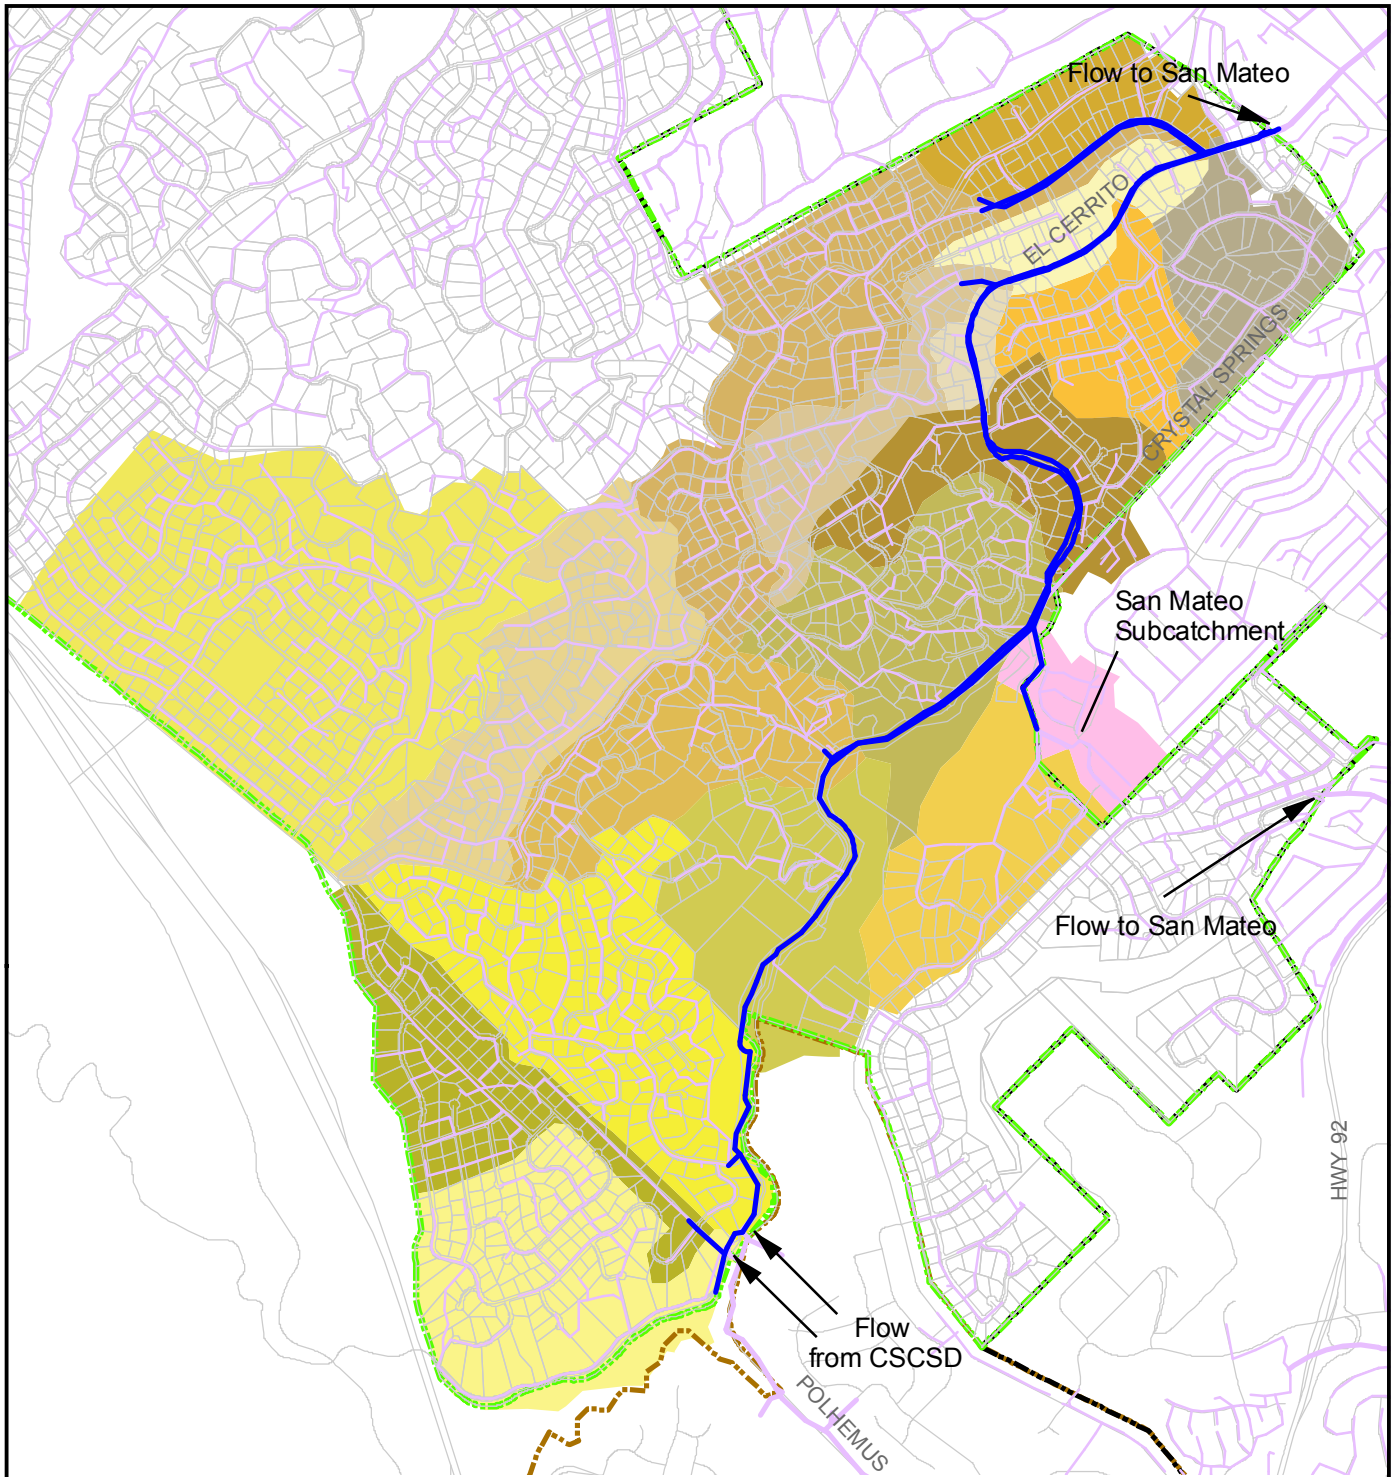 Flow to San Mateo
EL CERRITO
CRYSTAL SPRINGS
San Mateo
Subcatchment
Flow to San Mateo
HWY 92
Flow
from CSCSD
POLHEMUS